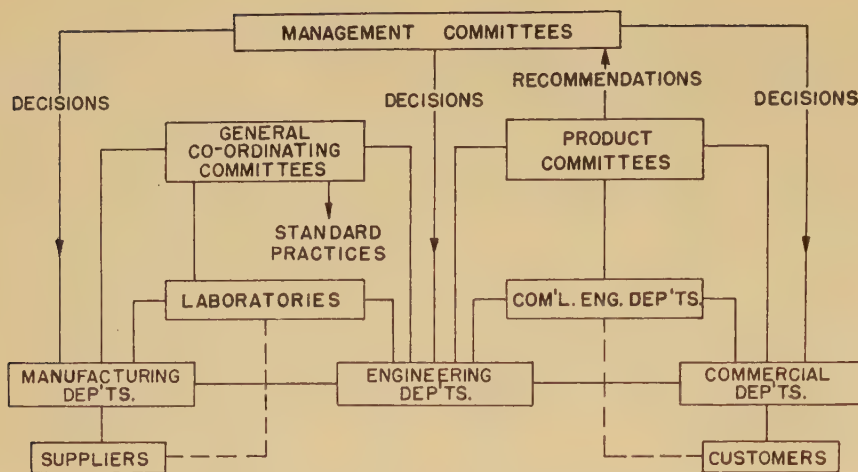 MANAGEMENT COMMITTEES
RECOMMENDATIONS
DECISIONS
DECISIONS
DECISIONS
GENERAL
CO-ORDINATING
COMMITTEES
PRODUCT
COMMITTEES
STANDARD
PRACTICES
LABORATORIES
COM'L. ENG. DEP'TS.
MANUFACTURING
DEP'TS.
ENGINEERING
DEP'TS.
COMMERCIAL
DEP'TS.
SUPPLIERS
CUSTOMERS